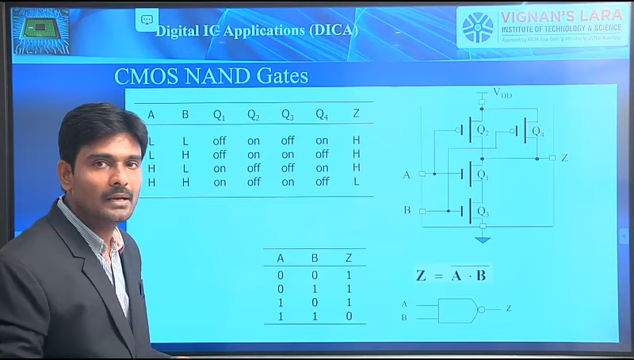 Digital IC Applications (DICA)
VIGNAN'S LARA
INSTITUTE OF TECHNOLOGY & SCIENCE
CMOS NAND Gates
A B Q1 Q2 Q3 Q4 Z
L L off on off on H
L H off on on off H
H L on off off on H
H H on off on off L
VDD
Q2
Q4
Z
A
Q1
B
Q3
A B Z
0 0 1
0 1 1
1 0 1
1 1 0
Z = A · B
A
B
Z